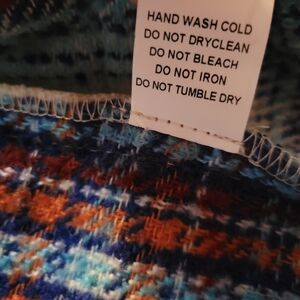 HAND WASH COLD
DO NOT DRYCLEAN
DO NOT BLEACH
DO NOT IRON
DO NOT TUMBLE DRY